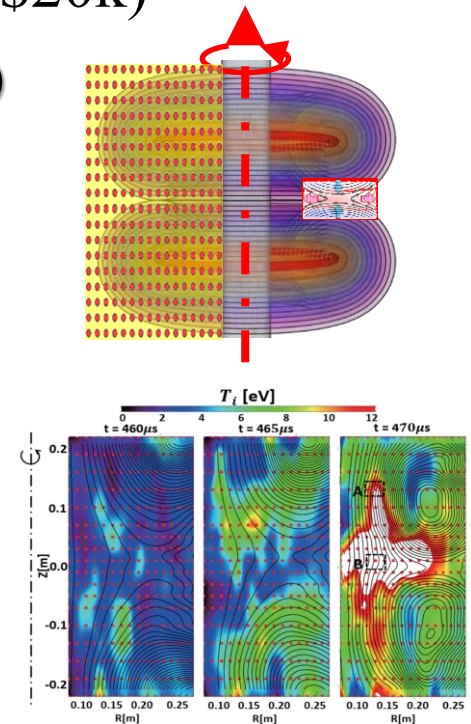 $20k)
)
Ti [eV]
0 2 4 6 8 10 12
t = 460μs t = 465μs t = 470μs
0.2
0.1
0.0
-0.1
-0.2
Z[m]
A
B
0.10 0.15 0.20 0.25 0.10 0.15 0.20 0.25 0.10 0.15 0.20 0.25
R[m] R[m] R[m]